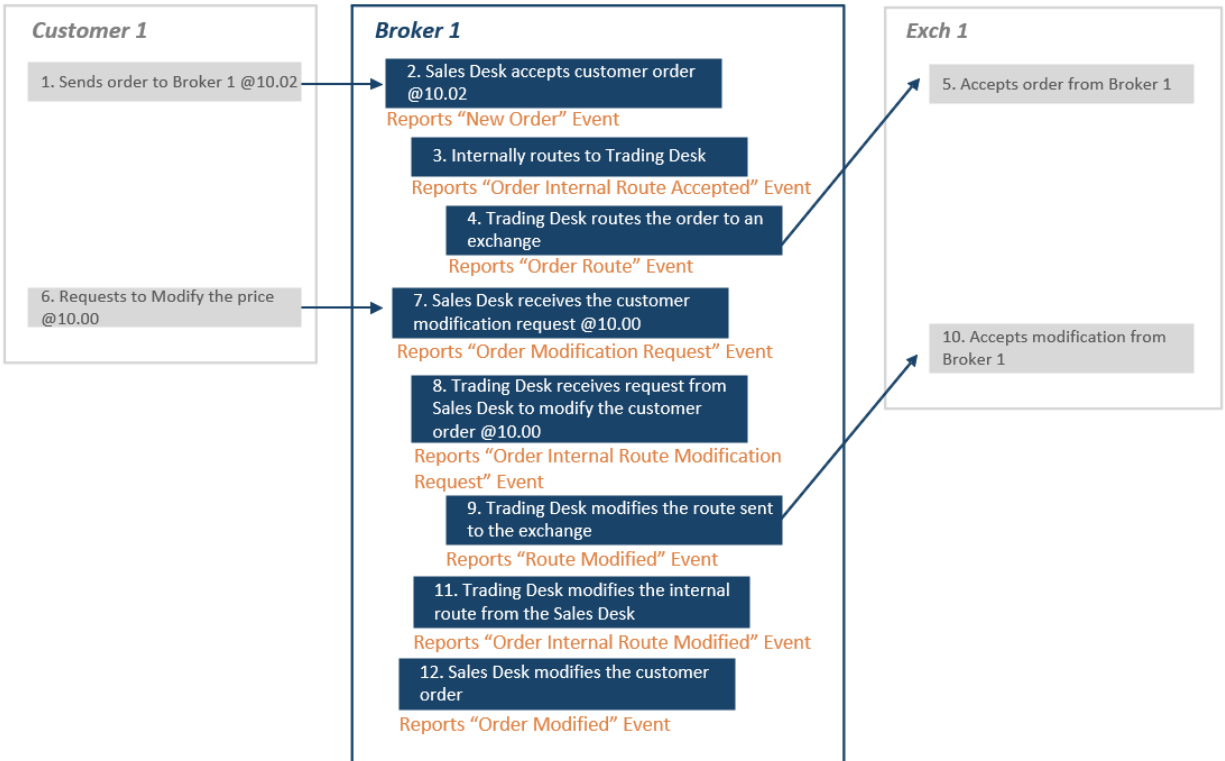 Customer 1
1. Sends order to Broker 1 @10.02
6. Requests to Modify the price
@10.00
Broker 1
2. Sales Desk accepts customer order
@10.02
Reports “New Order” Event
3. Internally routes to Trading Desk
Reports “Order Internal Route Accepted” Event
4. Trading Desk routes the order to an
exchange
Reports “Order Route” Event
7. Sales Desk receives the customer
modification request @10.00
Reports “Order Modification Request” Event
8. Trading Desk receives request from
Sales Desk to modify the customer
order @10.00
Reports “Order Internal Route Modification
Request” Event
9. Trading Desk modifies the route sent
to the exchange
Reports “Route Modified” Event
11. Trading Desk modifies the internal
route from the Sales Desk
Reports “Order Internal Route Modified” Event
12. Sales Desk modifies the customer
order
Reports “Order Modified” Event
Exch 1
5. Accepts order from Broker 1
10. Accepts modification from
Broker 1